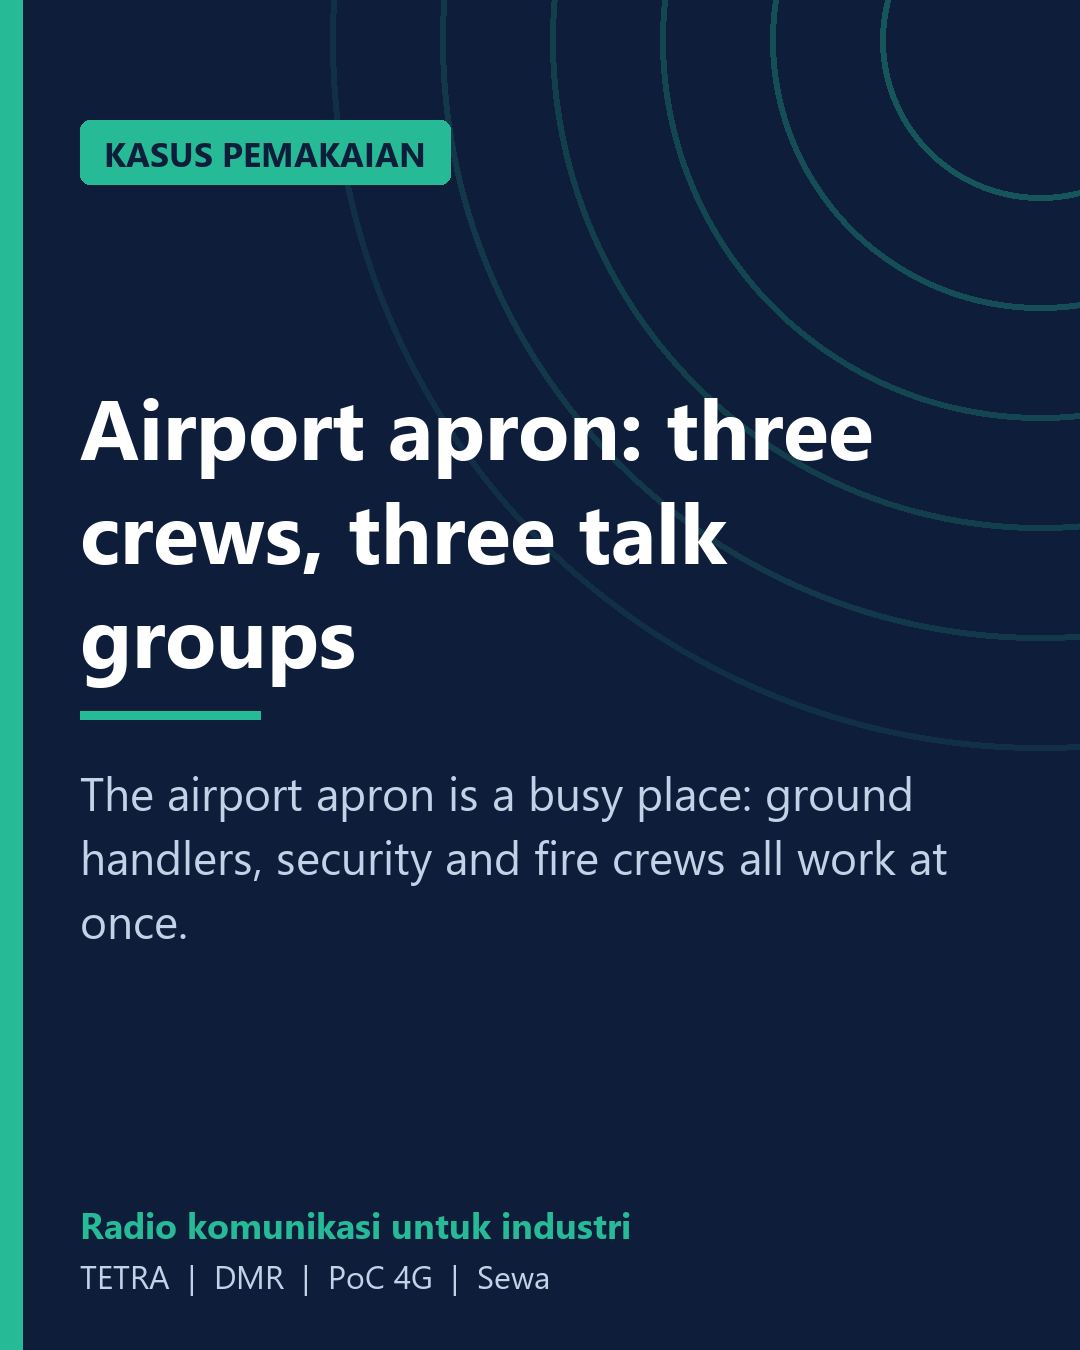 KASUS PEMAKAIAN
Airport apron: three
crews, three talk
groups
The airport apron is a busy place: ground
handlers, security and fire crews all work at
once.
Radio komunikasi untuk industri
TETRA | DMR | PoC 4G | Sewa